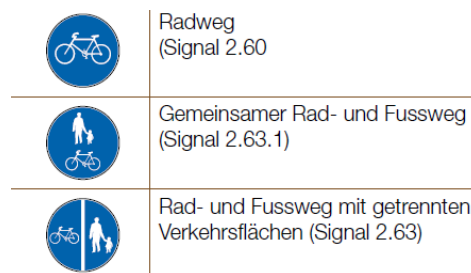 Radweg
(Signal 2.60
Gemeinsamer Rad- und Fussweg
(Signal 2.63.1)
Rad- und Fussweg mit getrennten
Verkehrsflächen (Signal 2.63)